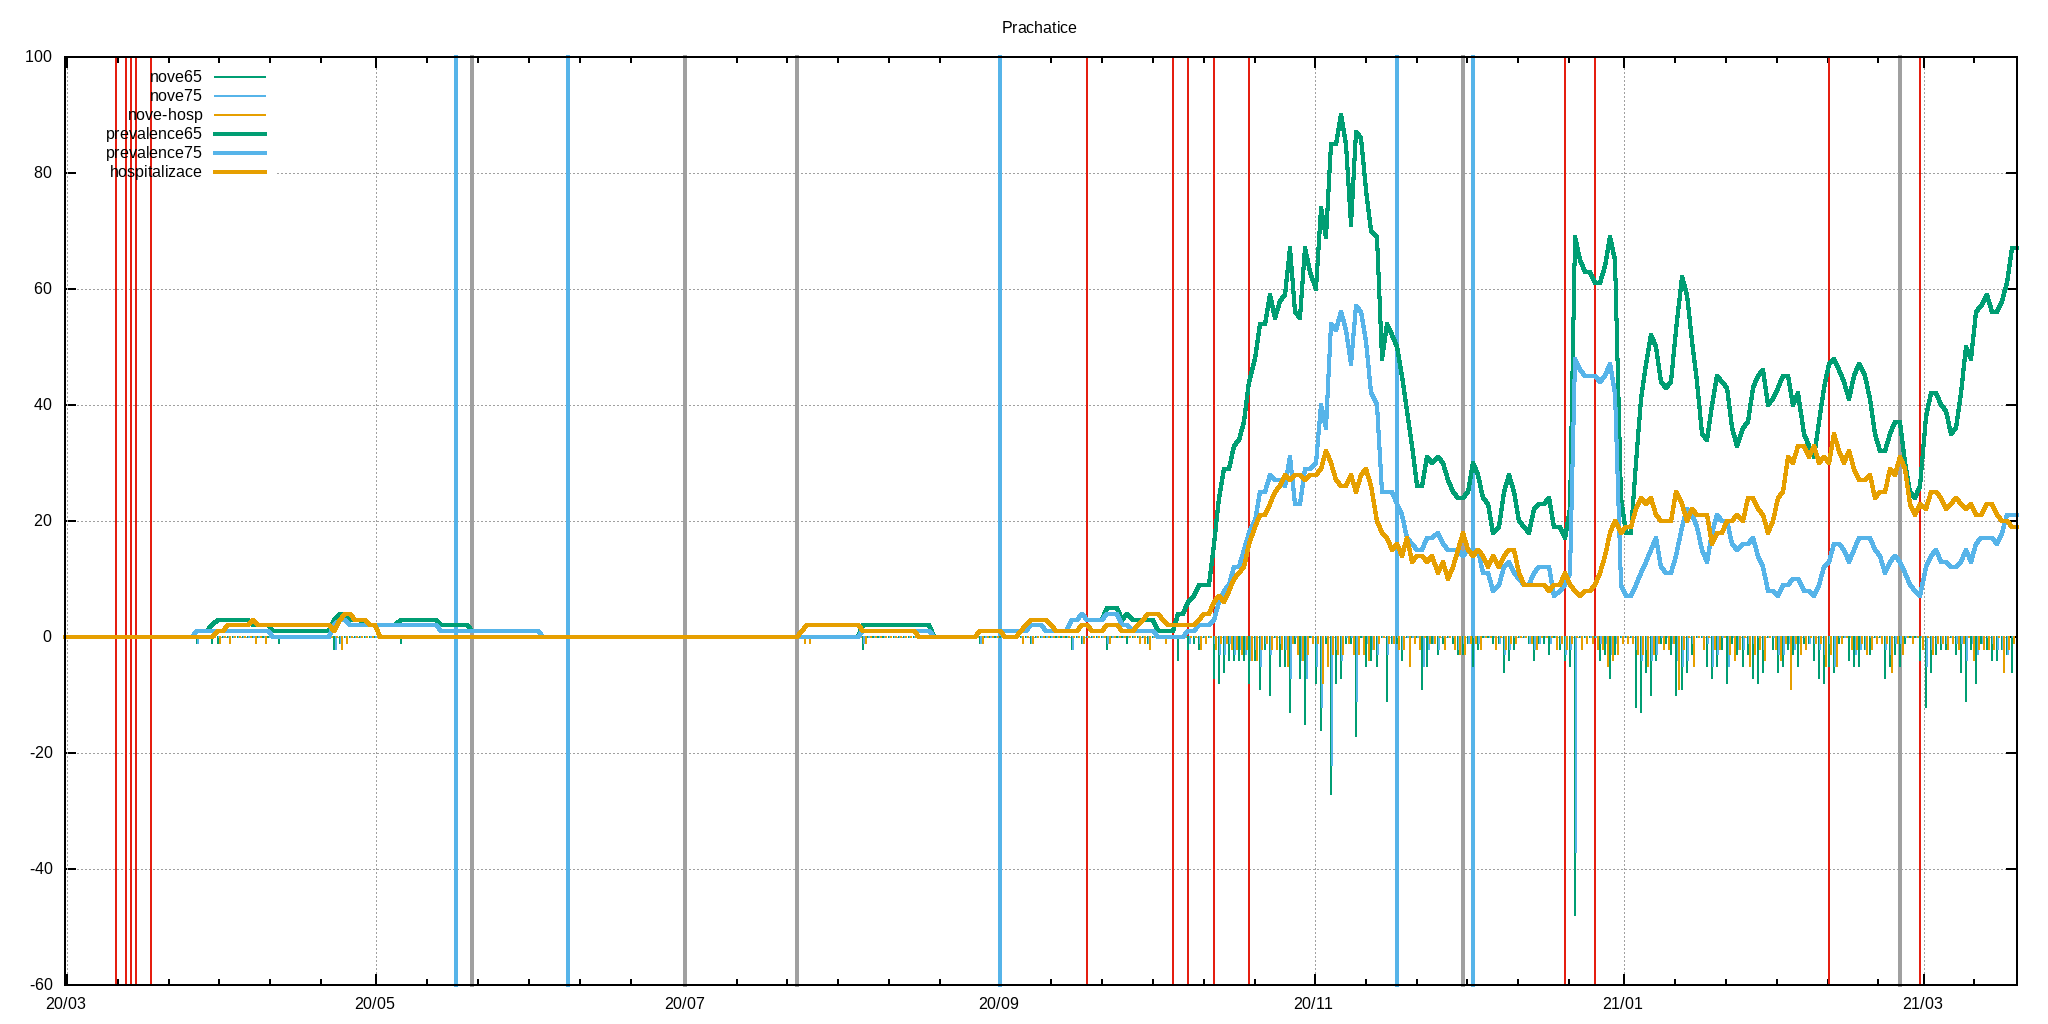 Prachatice
100
nove65
nove75
nove-hosp
prevalence65
prevalence75
hospitalizace
80
60
40
20
0
-20
-40
-60
20/03 20/05 20/07 20/09 20/11 21/01 21/03